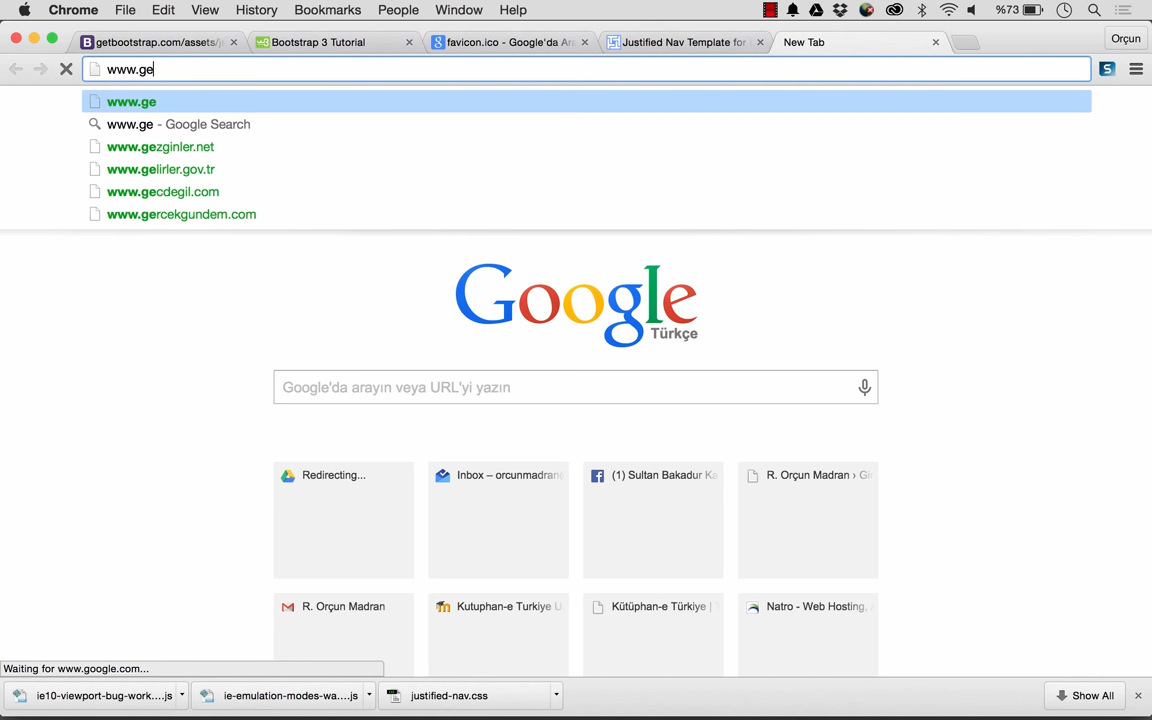 Chrome File Edit View History Bookmarks People Window Help %73
getbootstrap.com/assets/j Bootstrap 3 Tutorial favicon.ico - Google'da Ara Justified Nav Template for New Tab Orçun
www.ge
www.ge
www.ge - Google Search
www.gezginler.net
www.gelirler.gov.tr
www.gecdegil.com
www.gercekgundem.com
Google
Türkçe
Google'da arayın veya URL'yi yazın
Redirecting... Inbox – orcunmadran@ (1) Sultan Bakadur Ka R. Orçun Madran › Gi
R. Orçun Madran Kutuphan-e Turkiye U Kütüphan-e Türkiye | Natro - Web Hosting,
Waiting for www.google.com...
ie10-viewport-bug-work....js ie-emulation-modes-wa....js justified-nav.css Show All